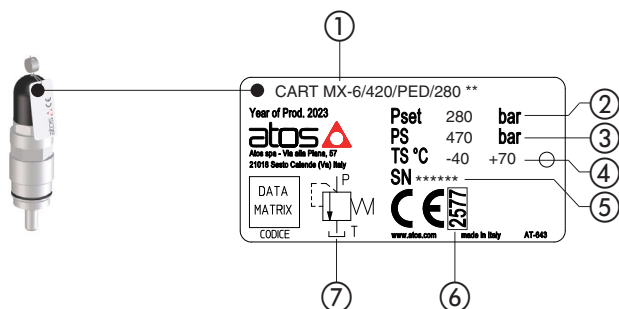 ①
CART MX-6/420/PED/280 **
Year of Prod. 2023
atos
Atos spa - Via alla Piana, 57
21018 Sesto Calende (Va) Italy
Pset 280 bar ②
PS 470 bar ③
TS °C -40 +70 ④
SN ****** ⑤
DATA
MATRIX
CODICE
P
T
CE 2577
www.atos.com made in Italy AT-643
⑦ ⑥